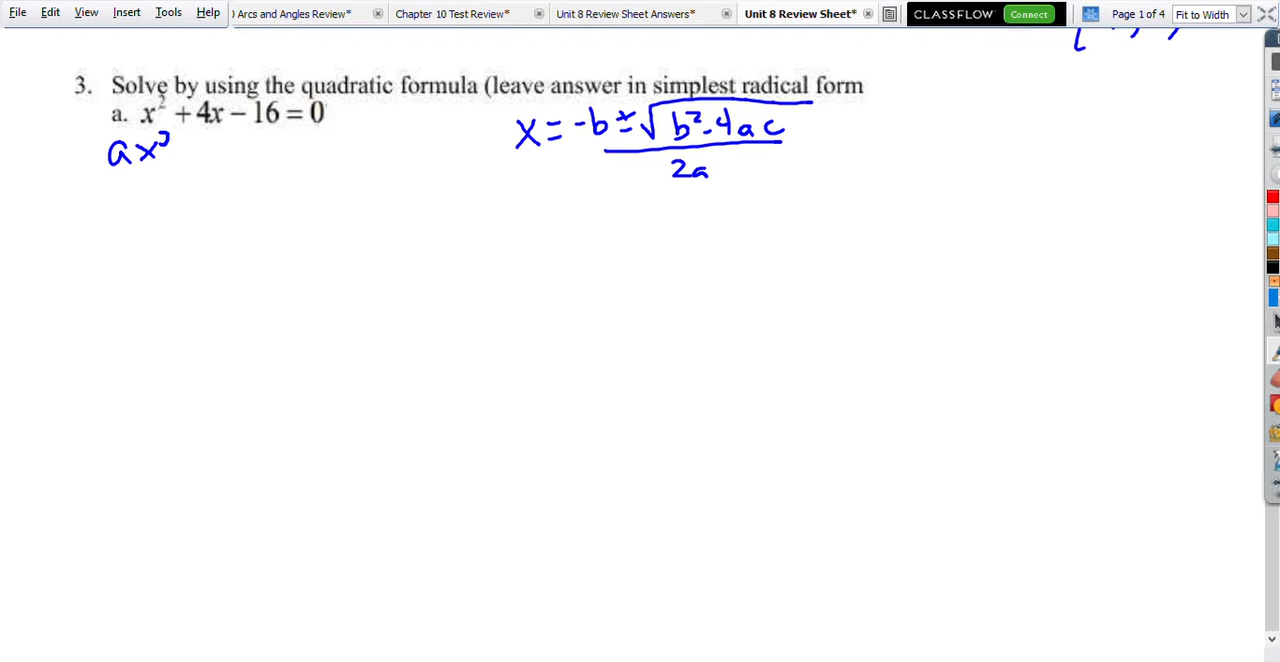 File Edit View Insert Tools Help ) Arcs and Angles Review* Chapter 10 Test Review* Unit 8 Review Sheet Answers* Unit 8 Review Sheet* CLASSFLOW Connect Page 1 of 4 Fit to Width
3. Solve by using the quadratic formula (leave answer in simplest radical form
a. x² + 4x – 16 = 0
x = -b ± √b² - 4ac
2a
ax²